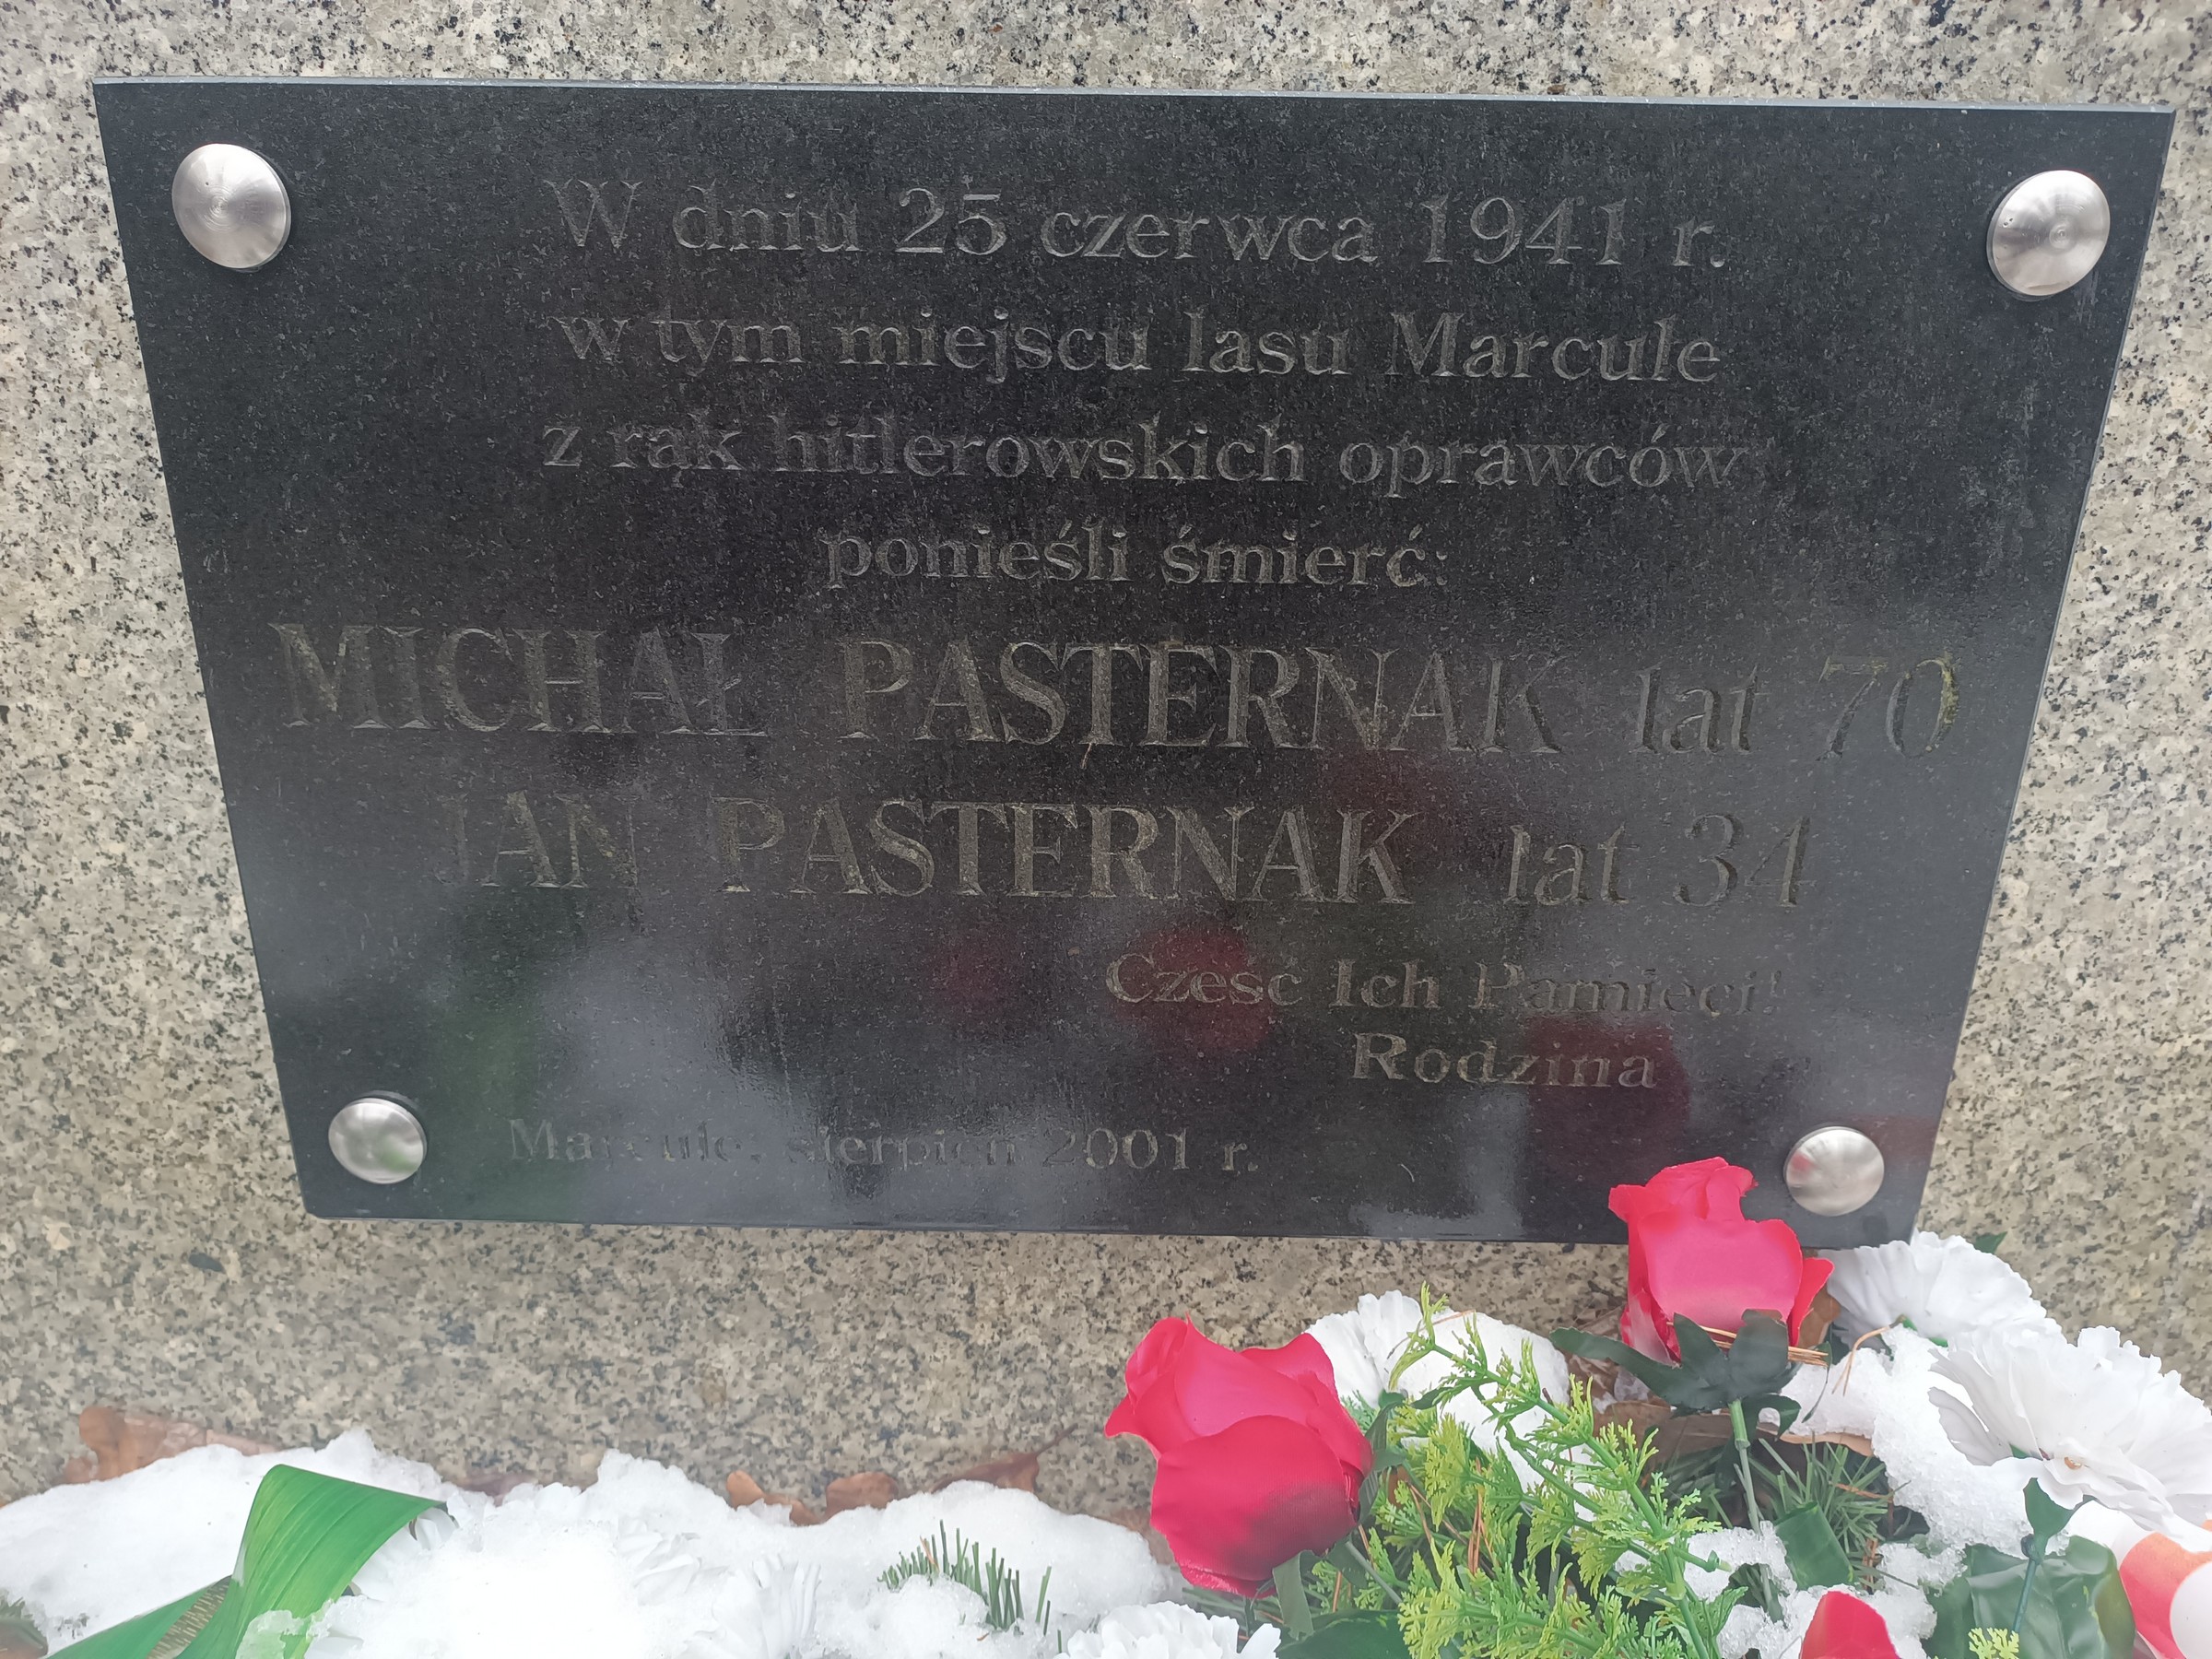 W dniu 25 czerwca 1941 r.
w tym miejscu lasu Marcule
z rąk hitlerowskich oprawców
ponieśli śmierć:
MICHAŁ PASTERNAK lat 70
JAN PASTERNAK lat 34
Cześć Ich Pamięci!
Rodzina
Marcule, sierpień 2001 r.